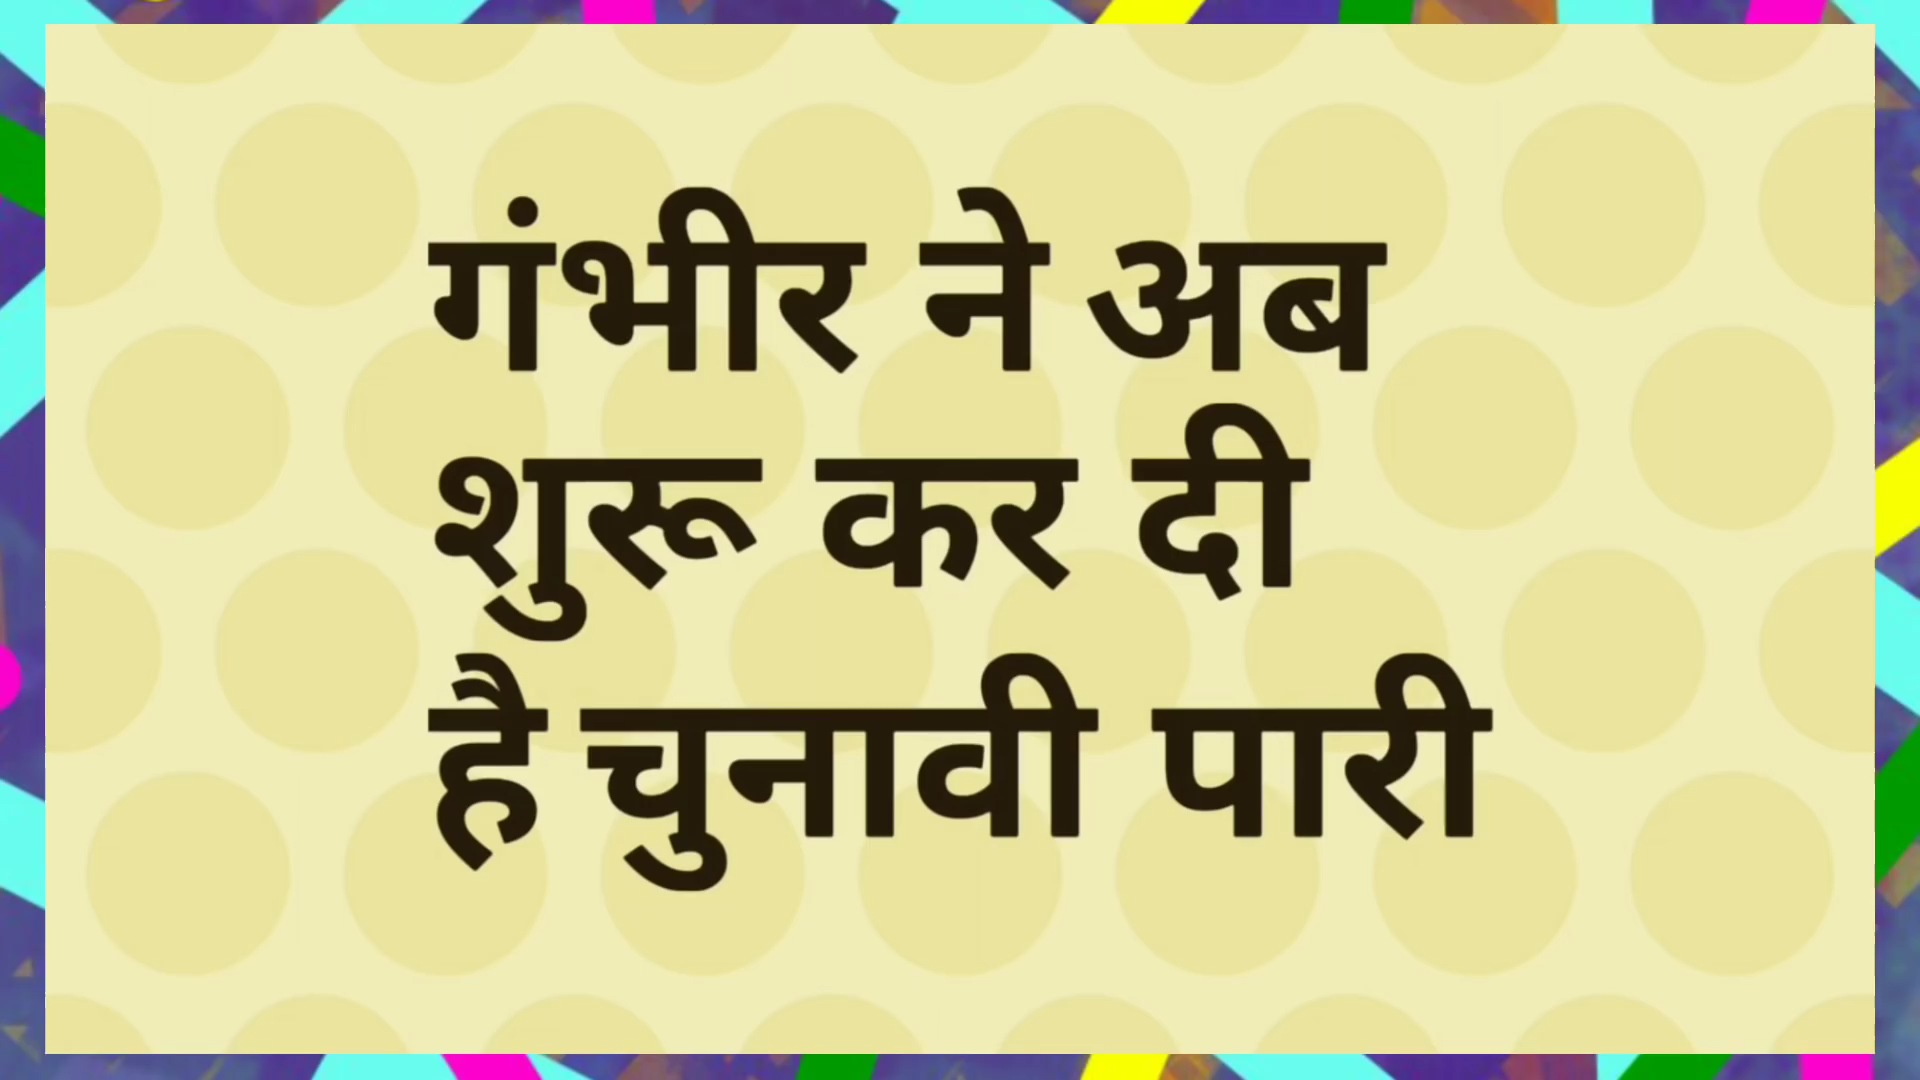 गंभीर ने अब
शुरू कर दी
है चुनावी पारी